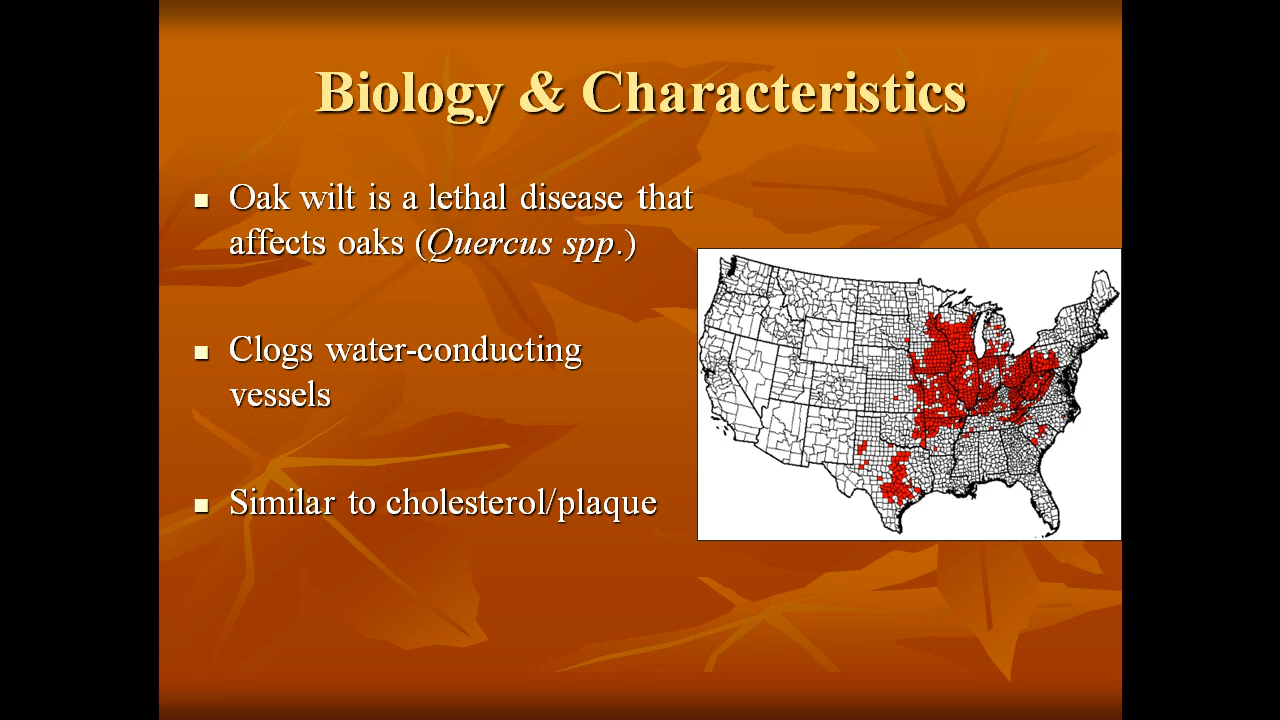 Biology & Characteristics
Oak wilt is a lethal disease that
affects oaks (Quercus spp.)
Clogs water-conducting
vessels
Similar to cholesterol/plaque